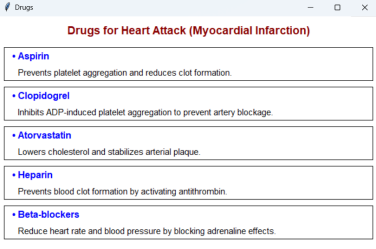 Drugs
Drugs for Heart Attack (Myocardial Infarction)
• Aspirin
Prevents platelet aggregation and reduces clot formation.
• Clopidogrel
Inhibits ADP-induced platelet aggregation to prevent artery blockage.
• Atorvastatin
Lowers cholesterol and stabilizes arterial plaque.
• Heparin
Prevents blood clot formation by activating antithrombin.
• Beta-blockers
Reduce heart rate and blood pressure by blocking adrenaline effects.